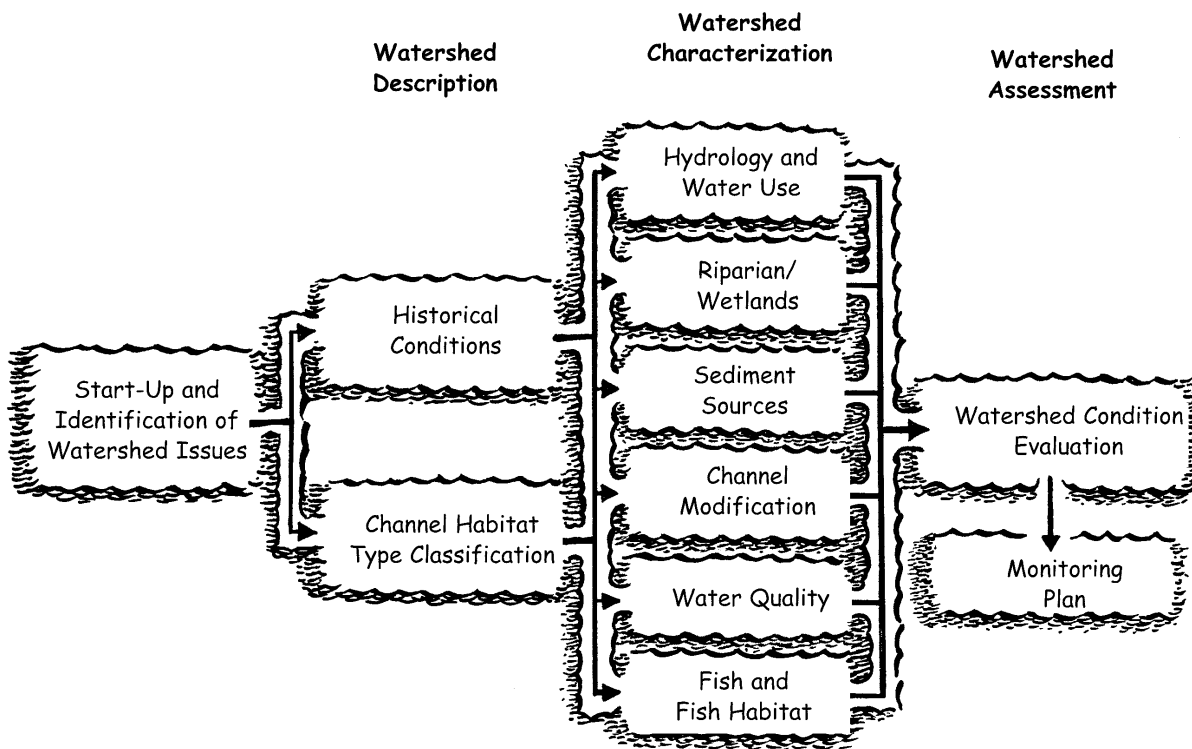 Watershed
Description
Watershed
Characterization
Watershed
Assessment
Start-Up and
Identification of
Watershed Issues
Historical
Conditions
Channel Habitat
Type Classification
Hydrology and
Water Use
Riparian/
Wetlands
Sediment
Sources
Channel
Modification
Water Quality
Fish and
Fish Habitat
Watershed Condition
Evaluation
Monitoring
Plan